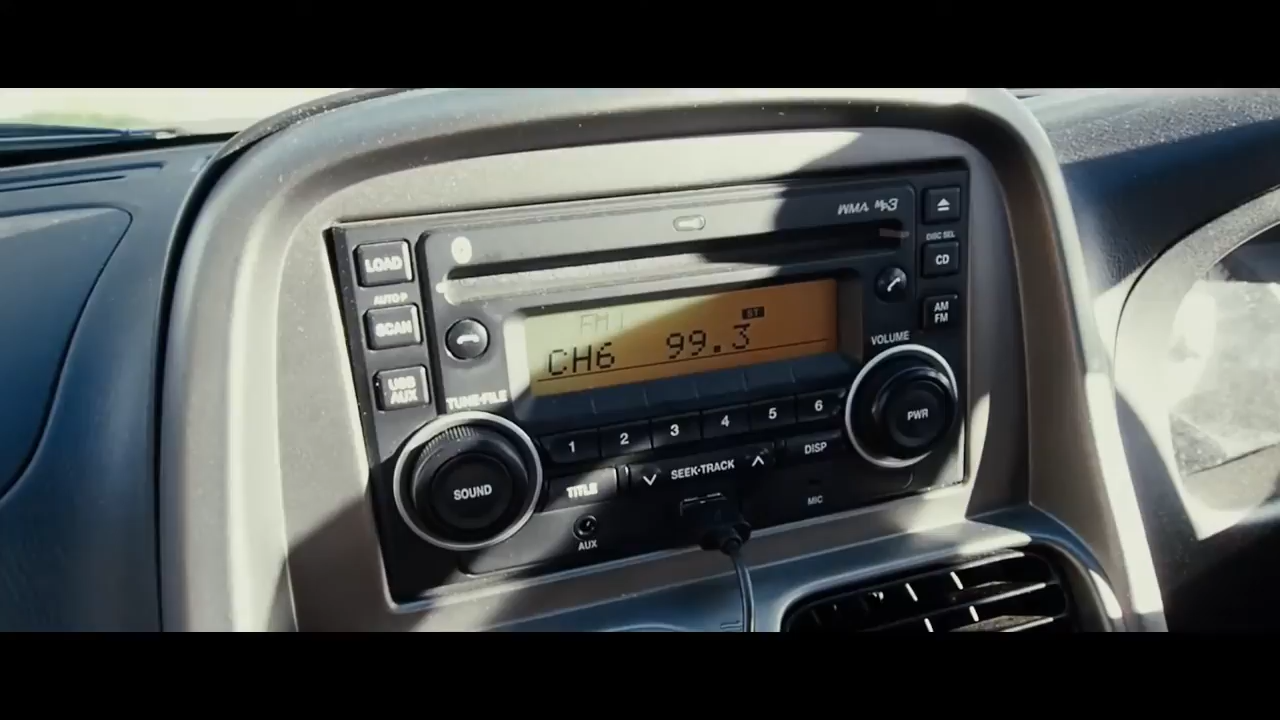 WMA MP3
LOAD
DISC SEL
CD
AUTO P
SCAN
AM
FM
FM1 ST
CH6 99.3
VOLUME
USB
AUX
TUNE·FILE
PWR
1 2 3 4 5 6
SEEK·TRACK
DISP
SOUND
TITLE
MIC
AUX